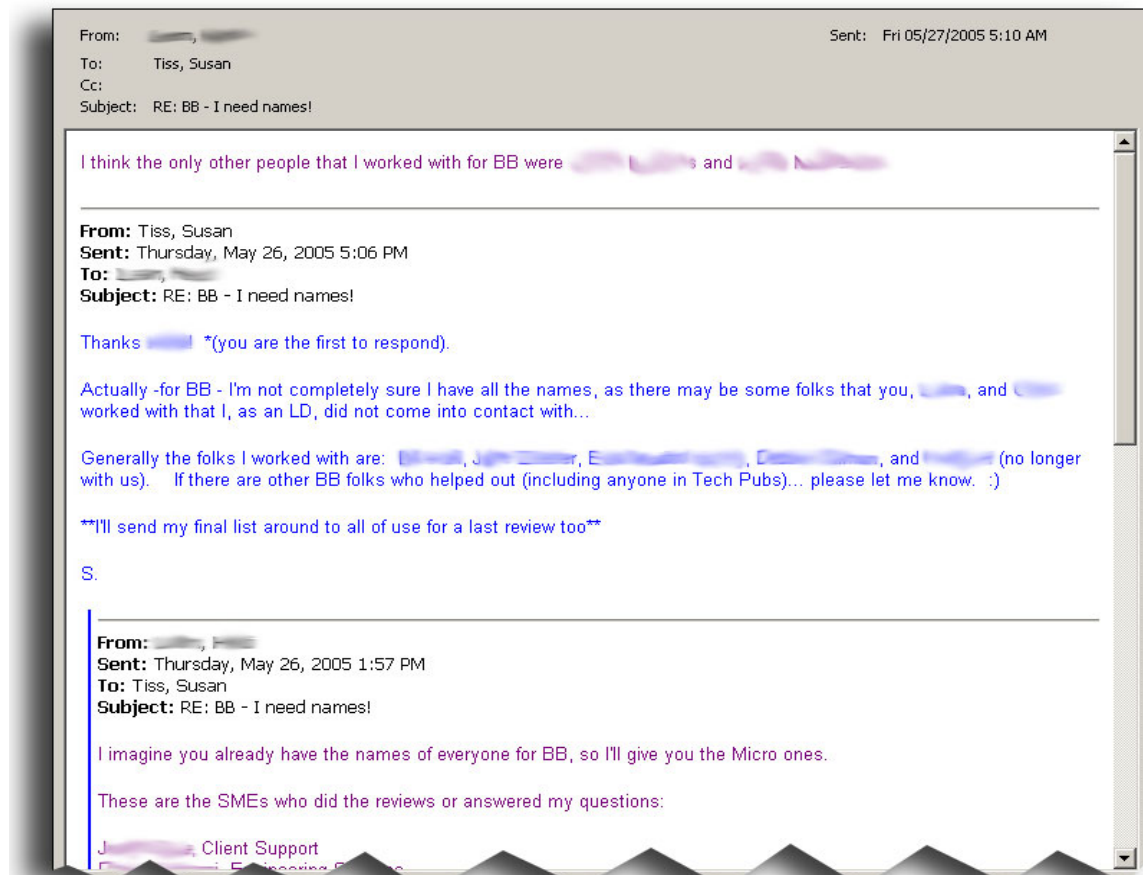 From:
Sent: Fri 05/27/2005 5:10 AM
To: Tiss, Susan
Cc:
Subject: RE: BB - I need names!
I think the only other people that I worked with for BB were and
From: Tiss, Susan
Sent: Thursday, May 26, 2005 5:06 PM
To:
Subject: RE: BB - I need names!
Thanks *(you are the first to respond).
Actually -for BB - I'm not completely sure I have all the names, as there may be some folks that you, , and
worked with that I, as an LD, did not come into contact with...
Generally the folks I worked with are: , and (no longer
with us). If there are other BB folks who helped out (including anyone in Tech Pubs)... please let me know. :)
**I'll send my final list around to all of use for a last review too**
S.
From:
Sent: Thursday, May 26, 2005 1:57 PM
To: Tiss, Susan
Subject: RE: BB - I need names!
I imagine you already have the names of everyone for BB, so I'll give you the Micro ones.
These are the SMEs who did the reviews or answered my questions:
, Client Support